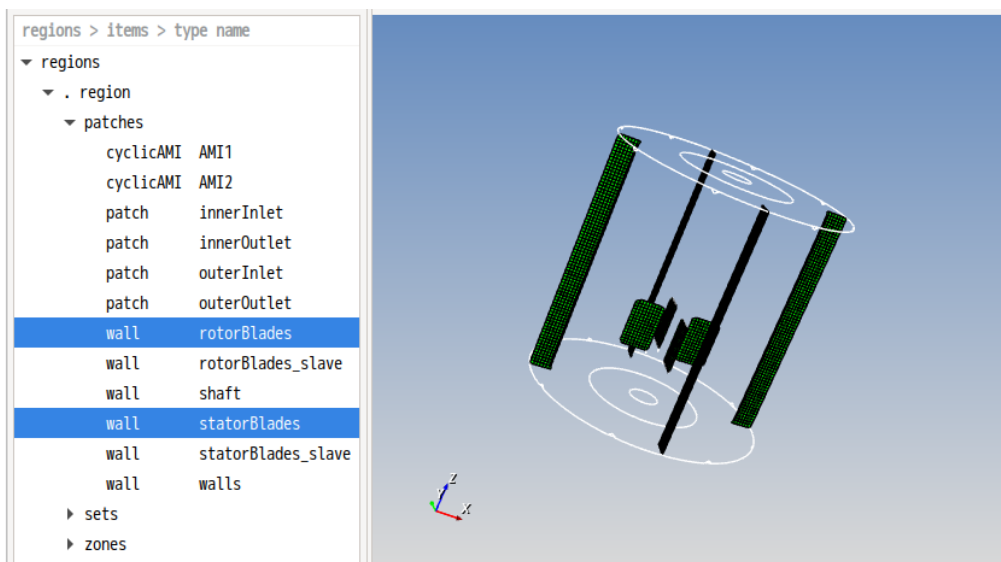 regions > items > type name
regions
. region
patches
cyclicAMI AMI1
cyclicAMI AMI2
patch innerInlet
patch innerOutlet
patch outerInlet
patch outerOutlet
wall rotorBlades
wall rotorBlades_slave
wall shaft
wall statorBlades
wall statorBlades_slave
wall walls
sets
zones
Z
Y
X